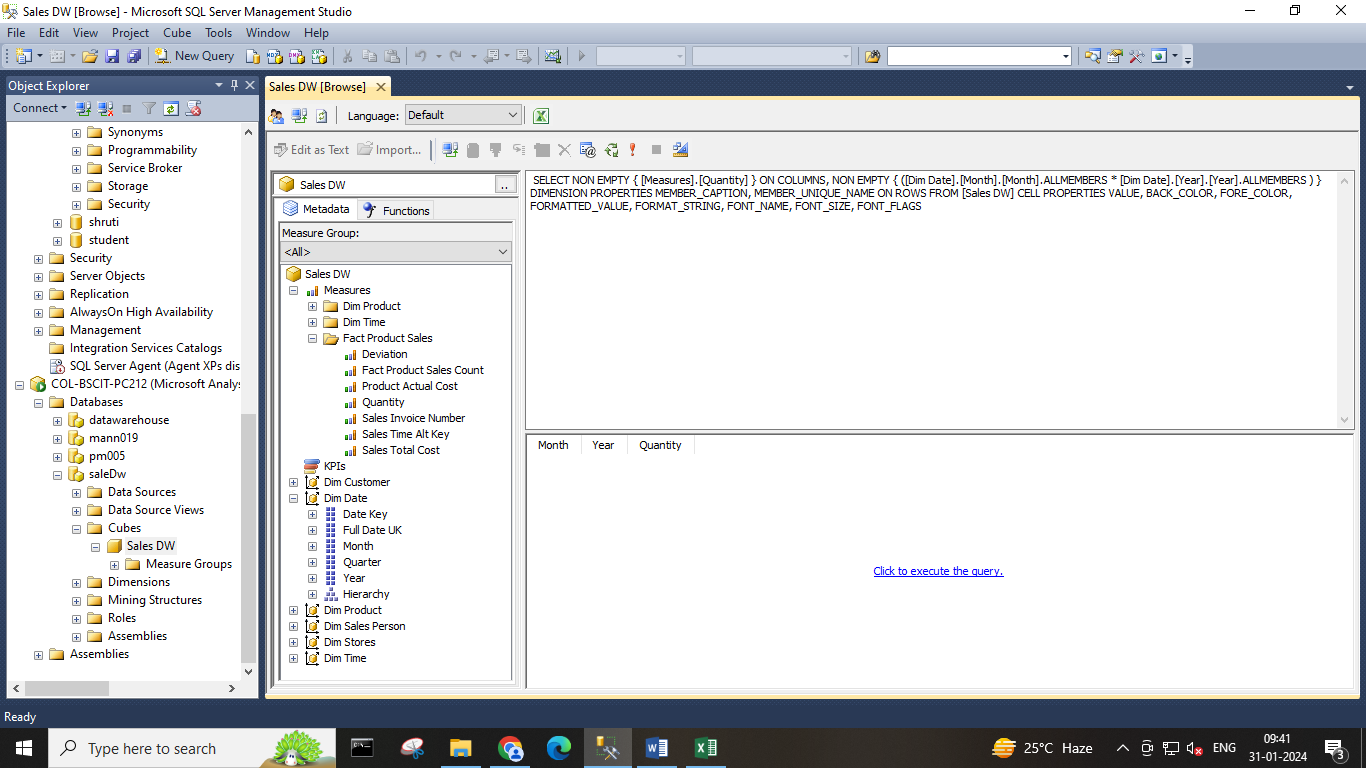 Sales DW [Browse] - Microsoft SQL Server Management Studio
File Edit View Project Cube Tools Window Help
New Query
Object Explorer
Connect
Synonyms
Programmability
Service Broker
Storage
Security
shruti
student
Security
Server Objects
Replication
AlwaysOn High Availability
Management
Integration Services Catalogs
SQL Server Agent (Agent XPs dis
COL-BSCIT-PC212 (Microsoft Analys
Databases
datawarehouse
mann019
pm005
saleDw
Data Sources
Data Source Views
Cubes
Sales DW
Measure Groups
Dimensions
Mining Structures
Roles
Assemblies
Assemblies
Sales DW [Browse]
Language: Default
Edit as Text Import...
Sales DW ..
Metadata Functions
Measure Group:
<All>
Sales DW
Measures
Dim Product
Dim Time
Fact Product Sales
Deviation
Fact Product Sales Count
Product Actual Cost
Quantity
Sales Invoice Number
Sales Time Alt Key
Sales Total Cost
KPIs
Dim Customer
Dim Date
Date Key
Full Date UK
Month
Quarter
Year
Hierarchy
Dim Product
Dim Sales Person
Dim Stores
Dim Time
SELECT NON EMPTY { [Measures].[Quantity] } ON COLUMNS, NON EMPTY { ([Dim Date].[Month].[Month].ALLMEMBERS * [Dim Date].[Year].[Year].ALLMEMBERS ) }
DIMENSION PROPERTIES MEMBER_CAPTION, MEMBER_UNIQUE_NAME ON ROWS FROM [Sales DW] CELL PROPERTIES VALUE, BACK_COLOR, FORE_COLOR,
FORMATTED_VALUE, FORMAT_STRING, FONT_NAME, FONT_SIZE, FONT_FLAGS
Month Year Quantity
Click to execute the query.
Ready
Type here to search
25°C Haze
ENG
09:41
31-01-2024
3